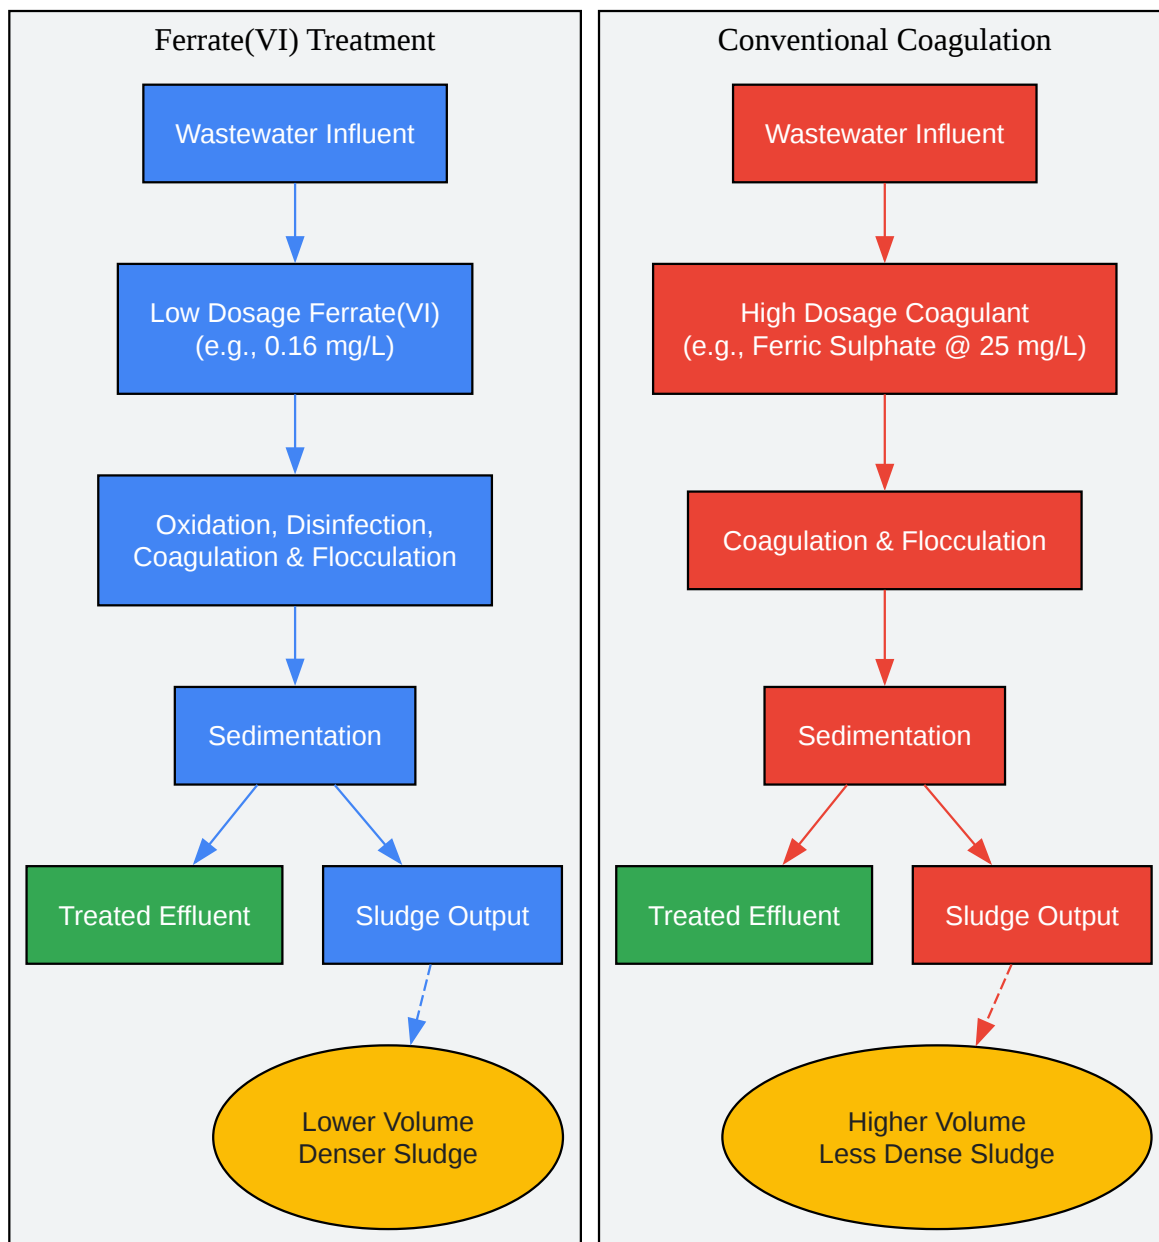 Ferrate(VI) Treatment
Wastewater Influent
Low Dosage Ferrate(VI)
(e.g., 0.16 mg/L)
Oxidation, Disinfection,
Coagulation & Flocculation
Sedimentation
Treated Effluent
Sludge Output
Lower Volume
Denser Sludge
Conventional Coagulation
Wastewater Influent
High Dosage Coagulant
(e.g., Ferric Sulphate @ 25 mg/L)
Coagulation & Flocculation
Sedimentation
Treated Effluent
Sludge Output
Higher Volume
Less Dense Sludge